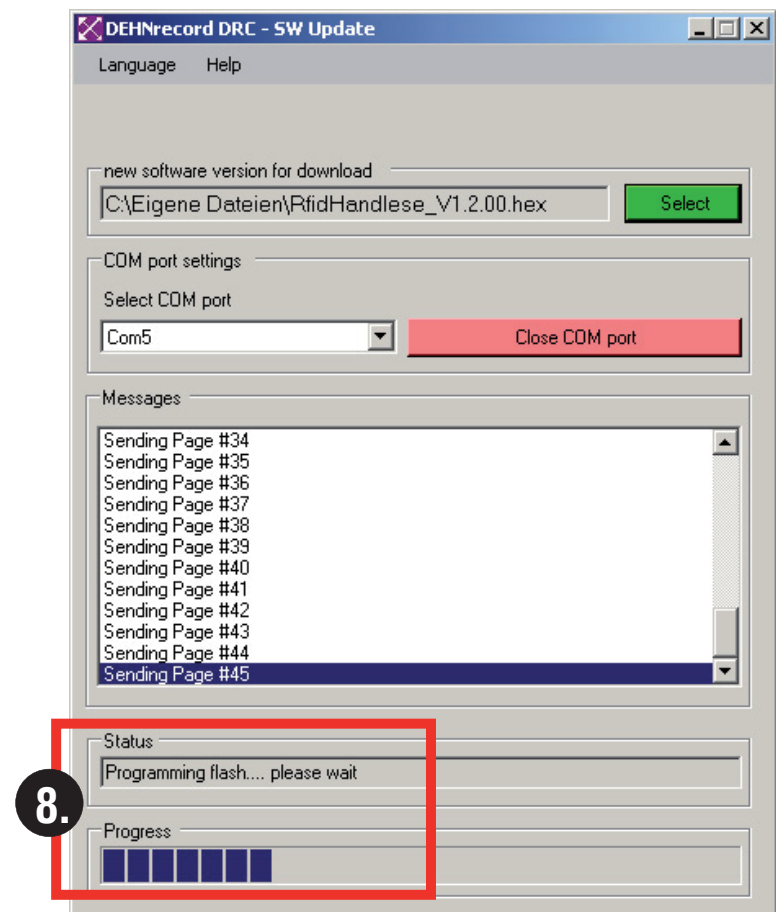 DEHNrecord DRC - SW Update
Language Help
new software version for download
C:\Eigene Dateien\RfidHandlese_V1.2.00.hex Select
COM port settings
Select COM port
Com5 Close COM port
Messages
Sending Page #34
Sending Page #35
Sending Page #36
Sending Page #37
Sending Page #38
Sending Page #39
Sending Page #40
Sending Page #41
Sending Page #42
Sending Page #43
Sending Page #44
Sending Page #45
Status
Programming flash.... please wait
8.
Progress